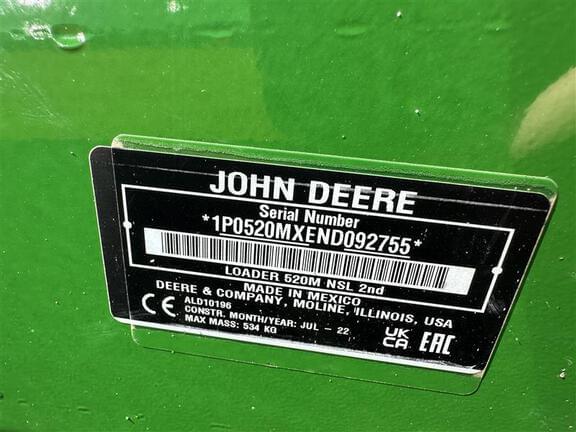 JOHN DEERE
Serial Number
*1P0520MXEND092755*
LOADER 520M NSL 2nd
MADE IN MEXICO
DEERE & COMPANY, MOLINE, ILLINOIS, USA
ALD10196
CONSTR. MONTH/YEAR: JUL - 22
MAX MASS: 534 KG
CE
UK
CA
EAC